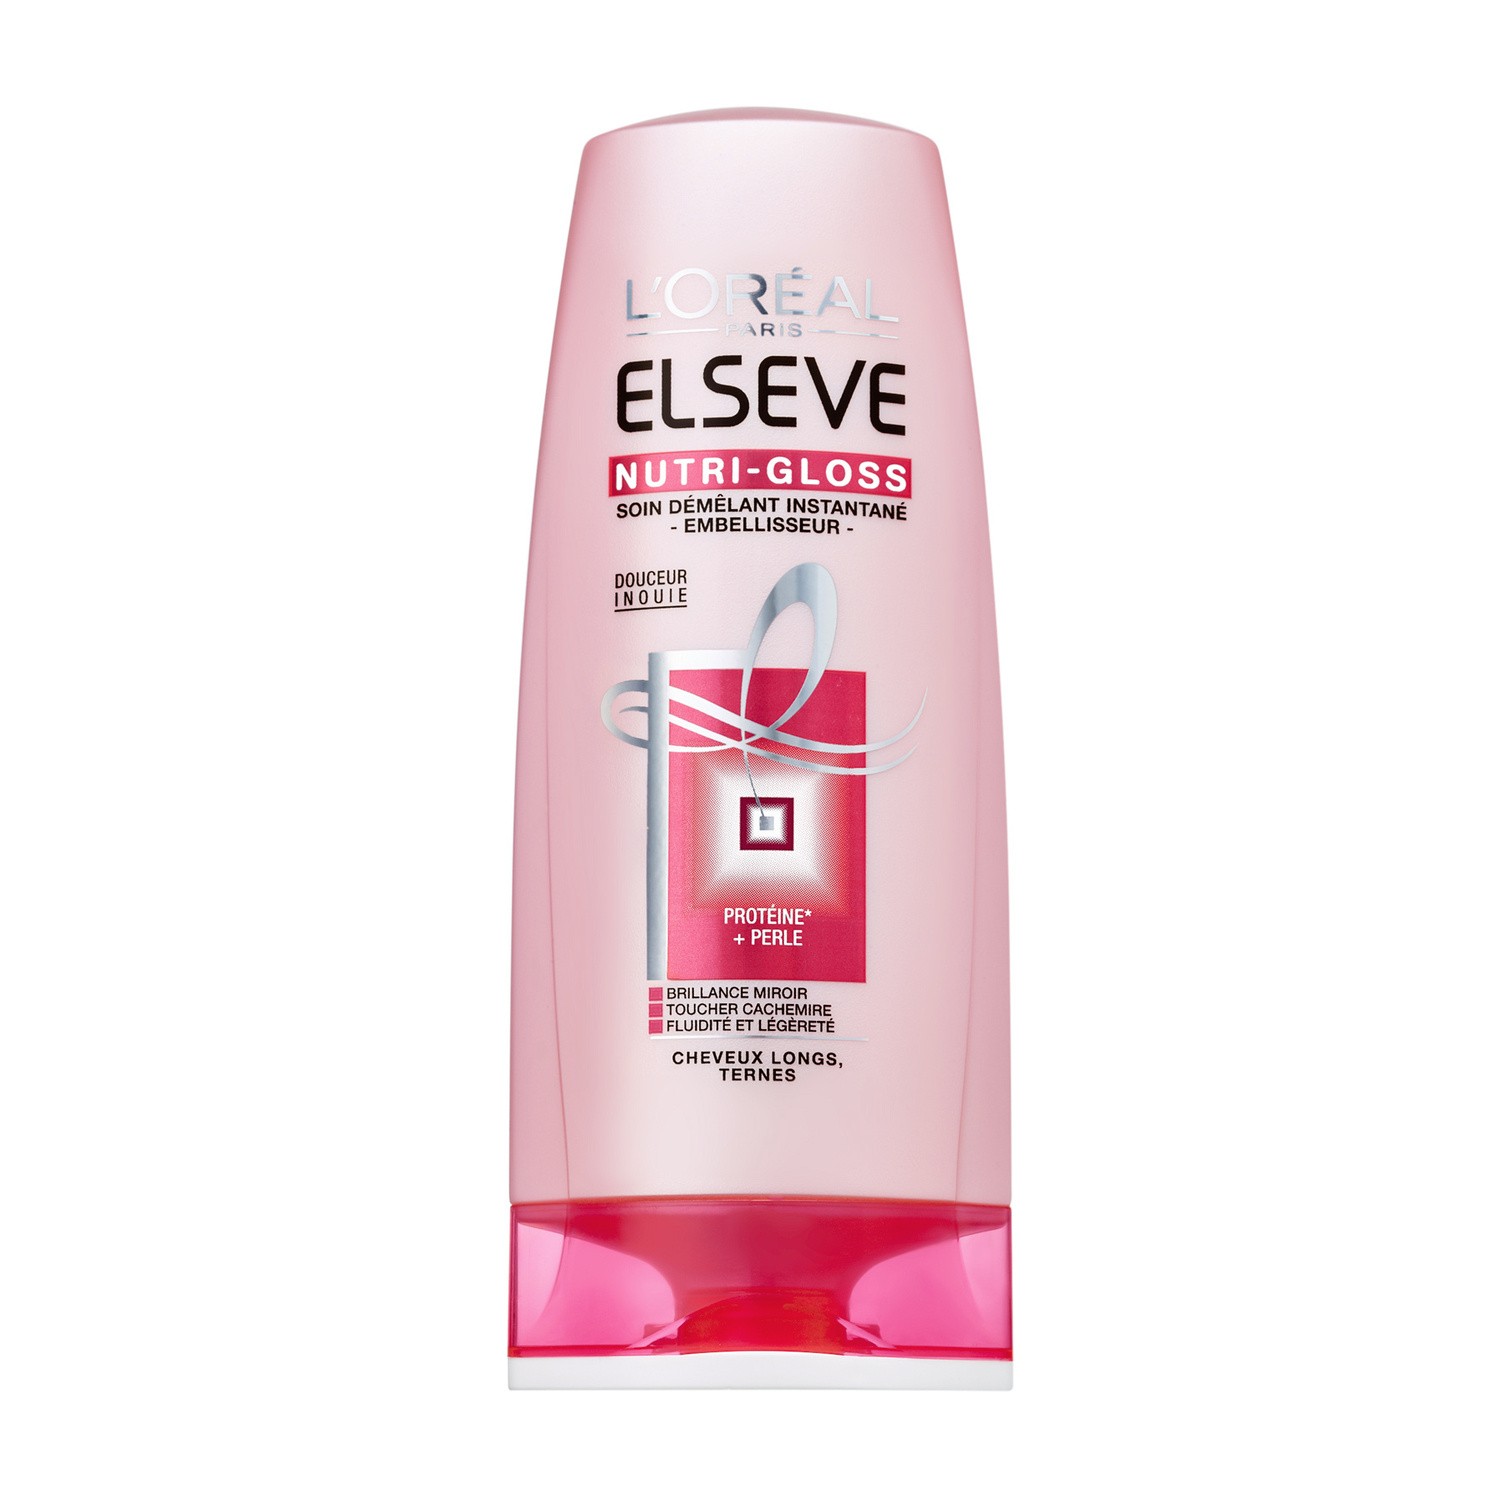 L'ORÉAL
PARIS
ELSEVE
NUTRI-GLOSS
SOIN DÉMÊLANT INSTANTANÉ
- EMBELLISSEUR -
DOUCEUR
INOUIE
PROTÉINE*
+ PERLE
BRILLANCE MIROIR
TOUCHER CACHEMIRE
FLUIDITÉ ET LÉGÈRETÉ
CHEVEUX LONGS,
TERNES